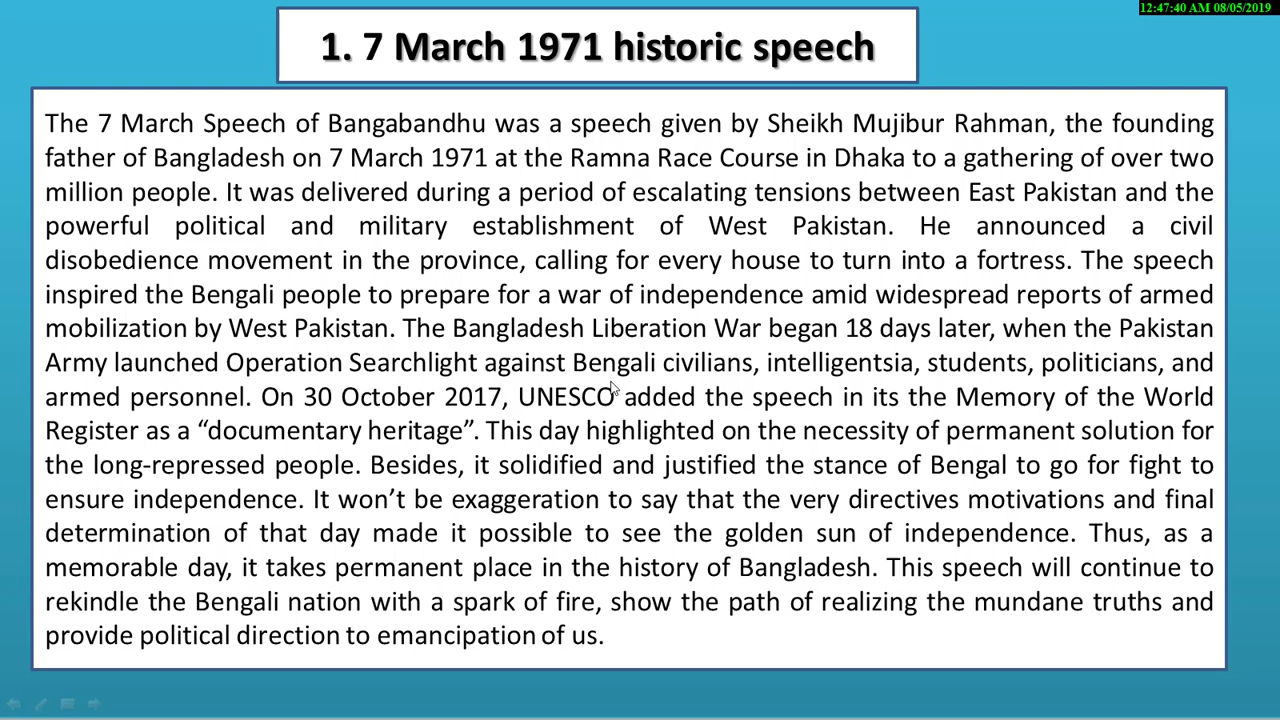 12:47:40 AM 08/05/2019
1. 7 March 1971 historic speech
The 7 March Speech of Bangabandhu was a speech given by Sheikh Mujibur Rahman, the founding
father of Bangladesh on 7 March 1971 at the Ramna Race Course in Dhaka to a gathering of over two
million people. It was delivered during a period of escalating tensions between East Pakistan and the
powerful political and military establishment of West Pakistan. He announced a civil
disobedience movement in the province, calling for every house to turn into a fortress. The speech
inspired the Bengali people to prepare for a war of independence amid widespread reports of armed
mobilization by West Pakistan. The Bangladesh Liberation War began 18 days later, when the Pakistan
Army launched Operation Searchlight against Bengali civilians, intelligentsia, students, politicians, and
armed personnel. On 30 October 2017, UNESCO added the speech in its the Memory of the World
Register as a “documentary heritage”. This day highlighted on the necessity of permanent solution for
the long-repressed people. Besides, it solidified and justified the stance of Bengal to go for fight to
ensure independence. It won’t be exaggeration to say that the very directives motivations and final
determination of that day made it possible to see the golden sun of independence. Thus, as a
memorable day, it takes permanent place in the history of Bangladesh. This speech will continue to
rekindle the Bengali nation with a spark of fire, show the path of realizing the mundane truths and
provide political direction to emancipation of us.